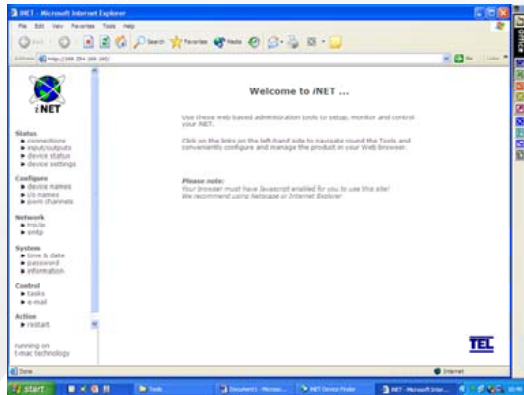 iNET - Microsoft Internet Explorer
File Edit View Favorites Tools Help
Search Favorites Media
Address
Go Links
iNET
Status
connections
input/outputs
device status
device settings
Configure
device names
i/o names
pwm channels
Network
smtp
System
time & date
password
information
Control
tasks
e-mail
Action
restart
running on
t-mac technology
Welcome to iNET ...
Use these web based administration tools to setup, monitor and control
your iNET.
Click on the links on the left-hand side to navigate round the Tools and
conveniently configure and manage the product in your Web browser.
Please note:
Your browser must have Javascript enabled for you to use this site!
We recommend using Netscape or Internet Explorer
TEL
Office
Done
Internet
start
Tools
Document1 - Microso...
iNET Device Finder
iNET - Microsoft Inter...